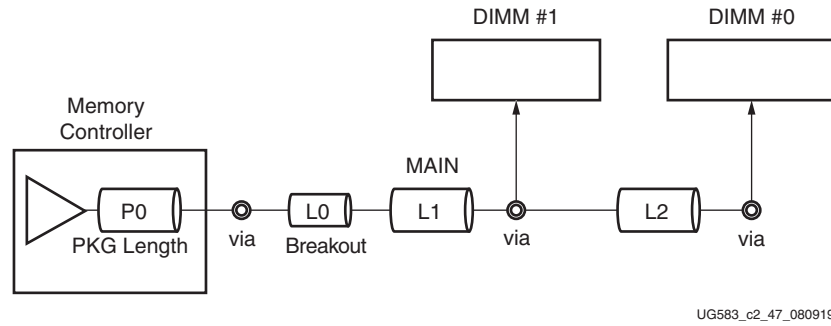 DIMM #1
DIMM #0
Memory
Controller
MAIN
P0
L0
L1
L2
PKG Length
via
Breakout
via
via
UG583_c2_47_080919